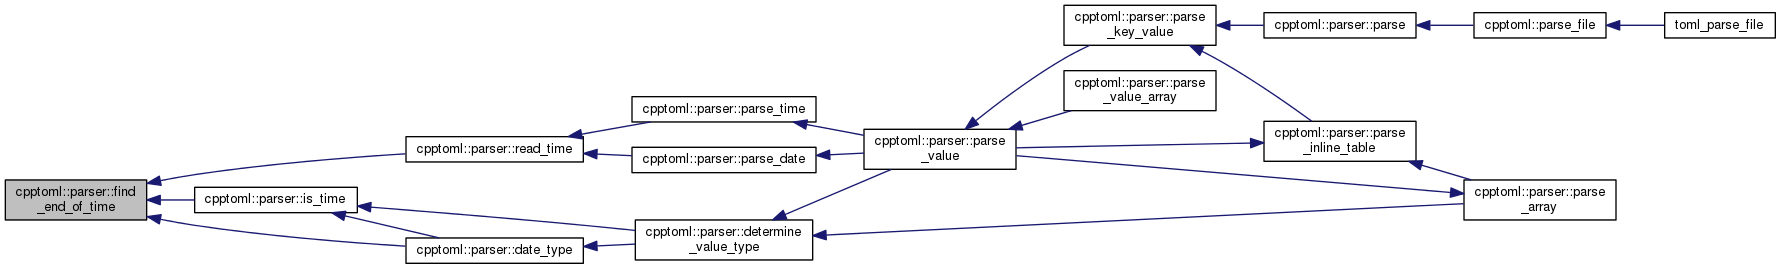 cpptoml::parser::find
_end_of_time
cpptoml::parser::read_time
cpptoml::parser::is_time
cpptoml::parser::date_type
cpptoml::parser::parse_time
cpptoml::parser::parse_date
cpptoml::parser::determine
_value_type
cpptoml::parser::parse
_value
cpptoml::parser::parse
_key_value
cpptoml::parser::parse
_value_array
cpptoml::parser::parse
cpptoml::parser::parse
_inline_table
cpptoml::parse_file
cpptoml::parser::parse
_array
toml_parse_file